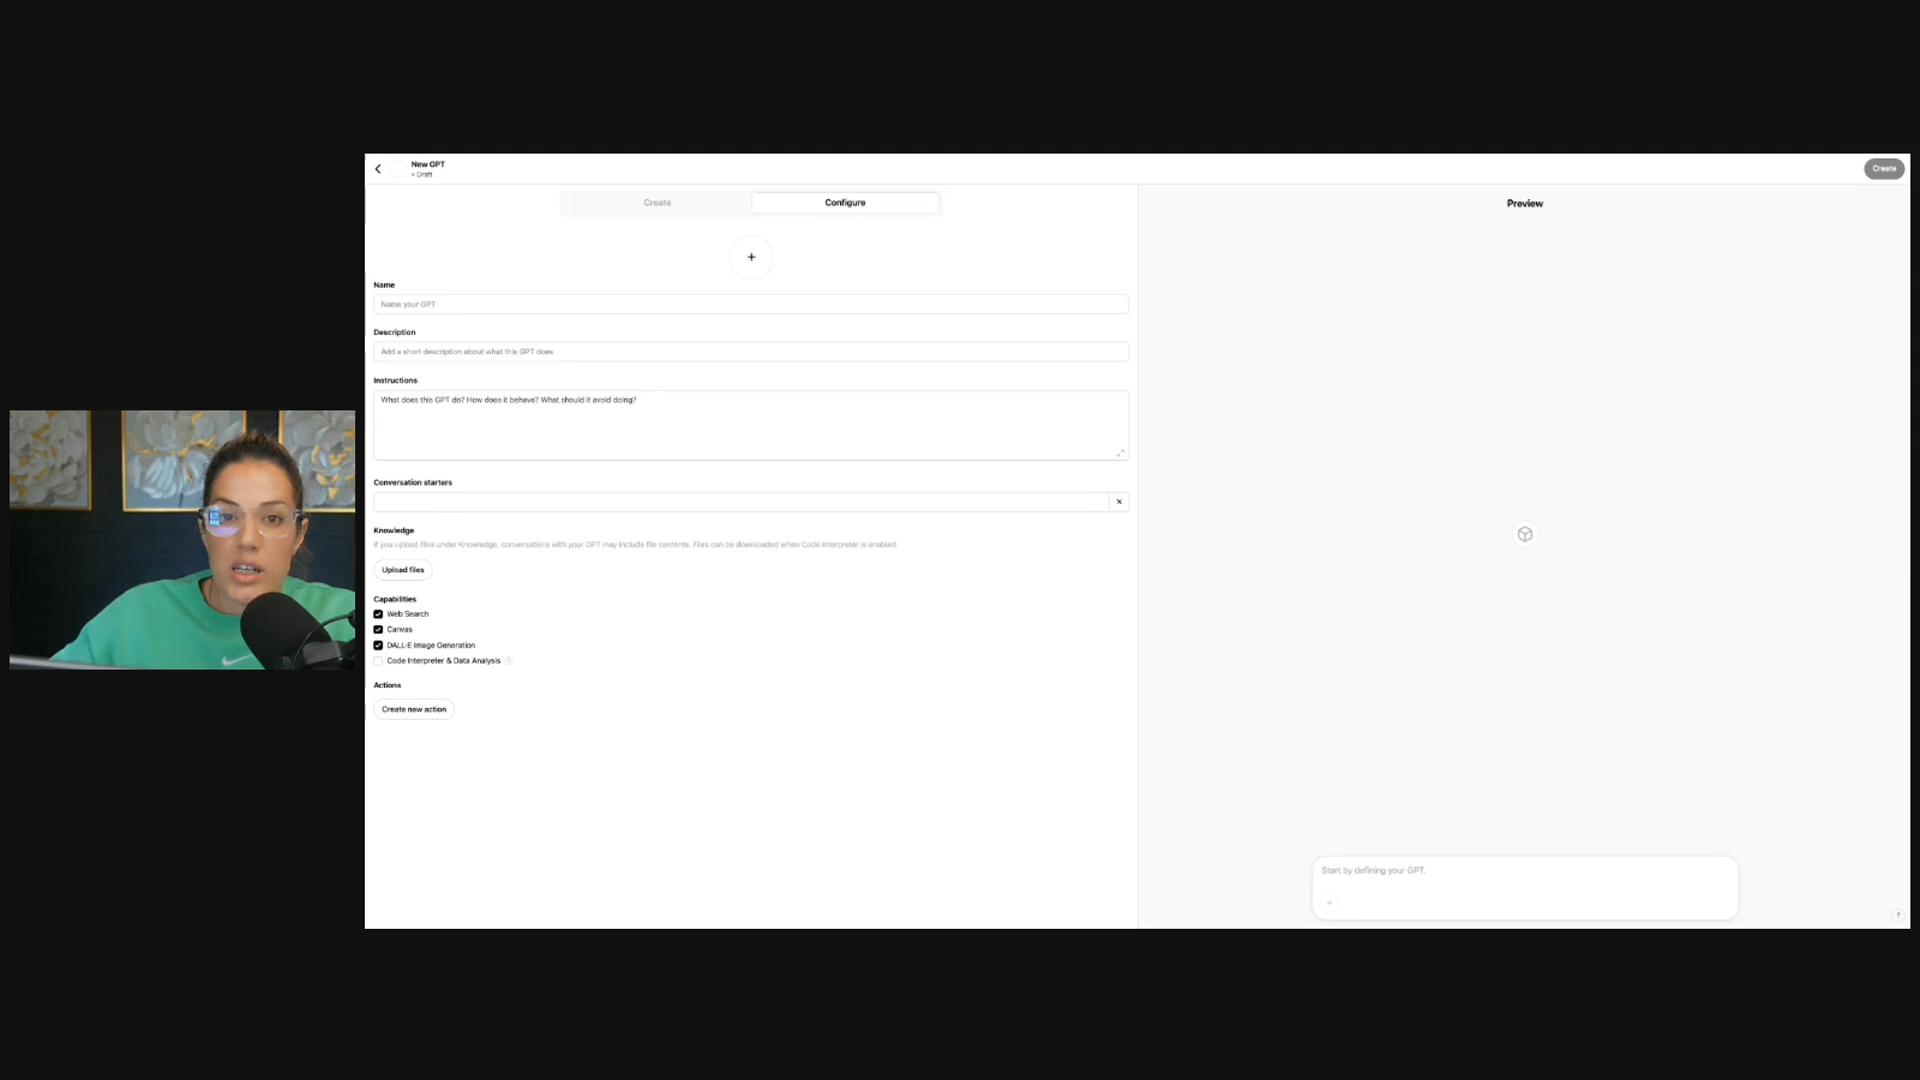 New GPT
• Draft
Create
Create
Configure
Preview
+
Name
Name your GPT
Description
Add a short description about what this GPT does
Instructions
What does this GPT do? How does it behave? What should it avoid doing?
Conversation starters
Knowledge
If you upload files under Knowledge, conversations with your GPT may include file contents. Files can be downloaded when Code Interpreter is enabled
Upload files
Capabilities
Web Search
Canvas
DALL·E Image Generation
Code Interpreter & Data Analysis ?
Actions
Create new action
Start by defining your GPT.
+
?